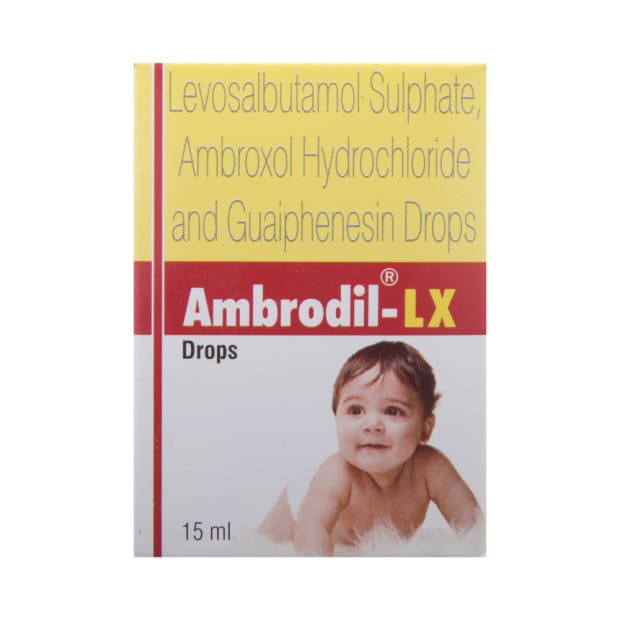 Levosalbutamol Sulphate,
Ambroxol Hydrochloride
and Guaiphenesin Drops
Ambrodil®-LX
Drops
15 ml